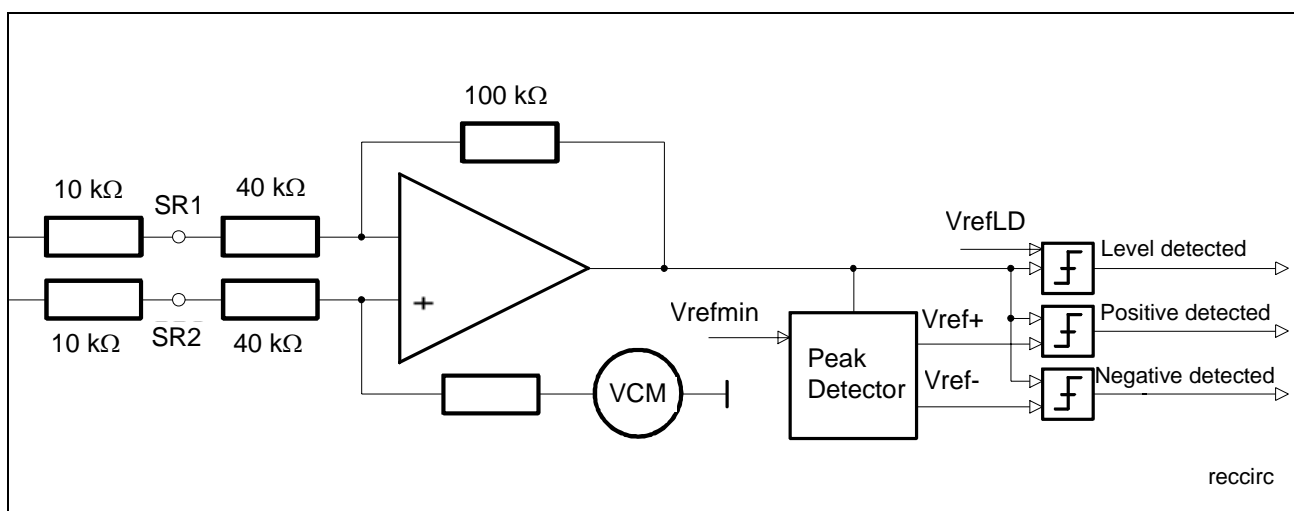 100 kΩ
10 kΩ
SR1
40 kΩ
10 kΩ
SR2
40 kΩ
+
VCM
VrefLD
Level detected
Vrefmin
Vref+
Positive detected
Peak
Detector
Vref-
Negative detected
reccirc